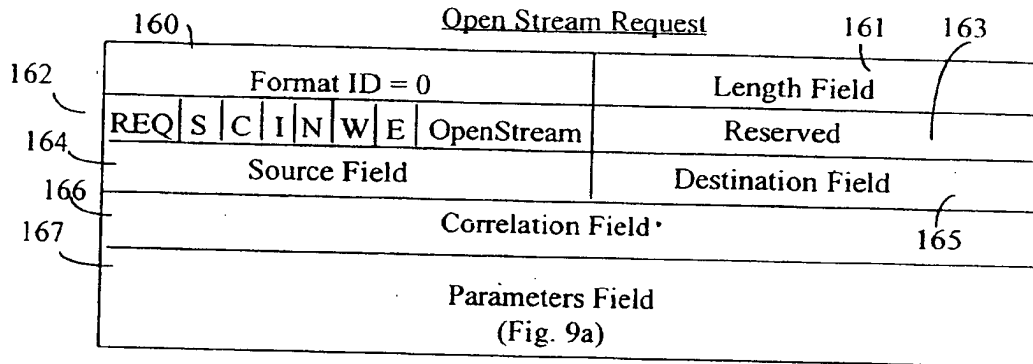 Open Stream Request
160
161
163
Format ID = 0
Length Field
162
REQ S C I N W E OpenStream
Reserved
164
Source Field
Destination Field
166
Correlation Field
165
167
Parameters Field
(Fig. 9a)